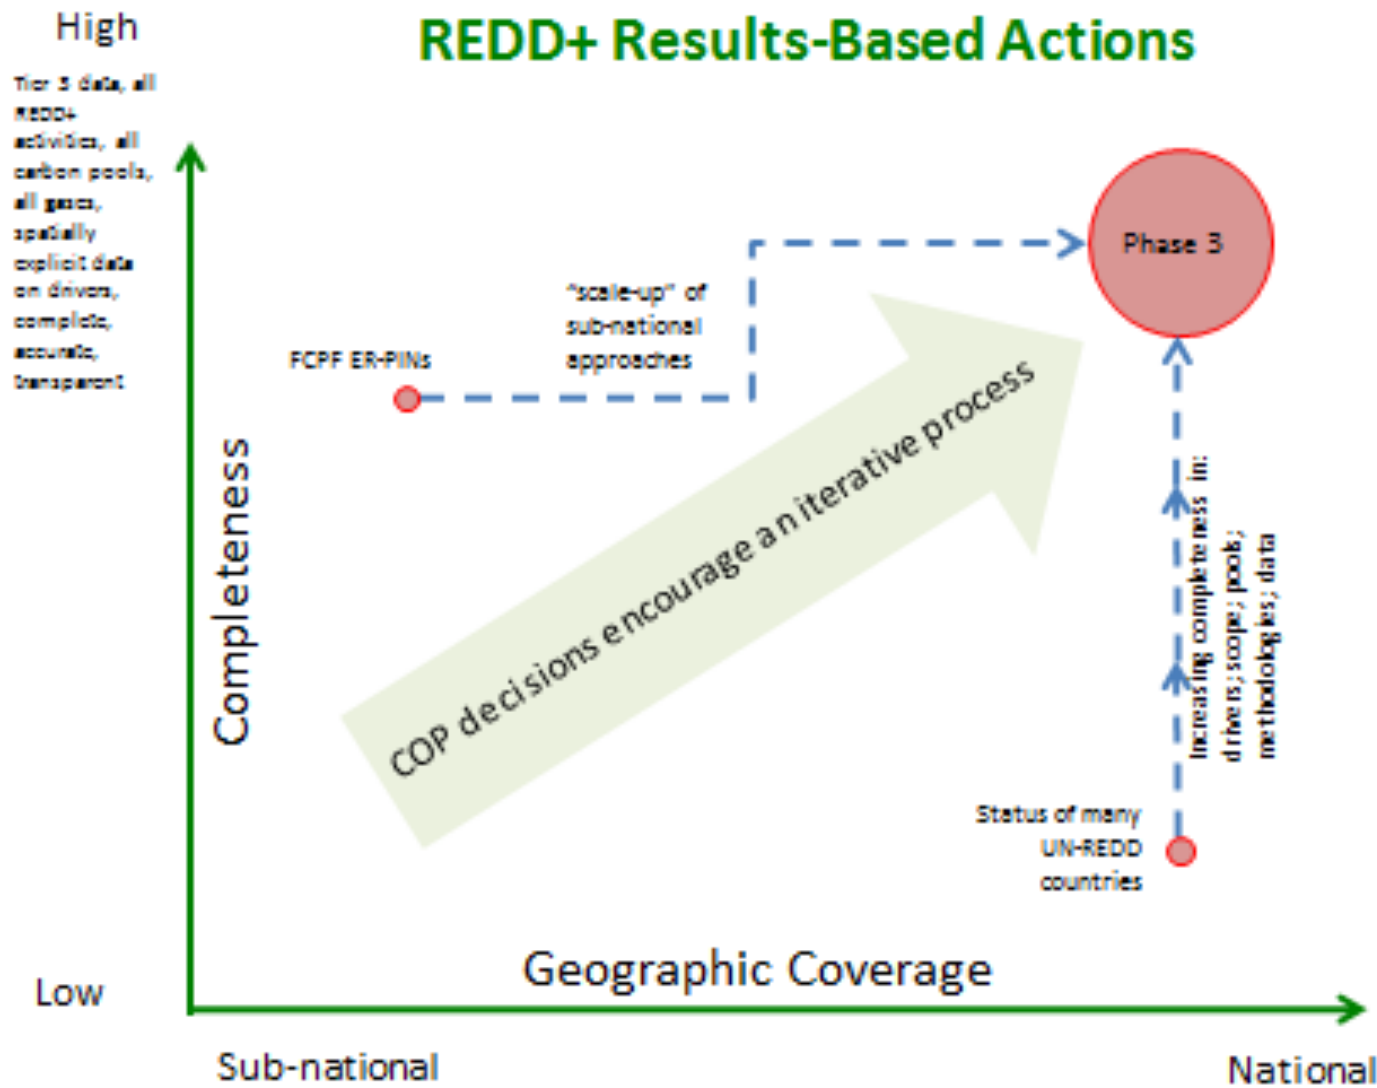 High
REDD+ Results-Based Actions
Tier 3 data, all
REDD+
activities, all
carbon pools,
all gases,
spatially
explicit data
on drivers,
complete,
accurate,
transparent
Phase 3
"scale-up" of
sub-national
approaches
FCPF ER-PINs
COP decisions encourage an iterative process
Completeness
Increasing completeness in:
drivers; scope; pools;
methodologies; data
Status of many
UN-REDD
countries
Geographic Coverage
Low
Sub-national
National